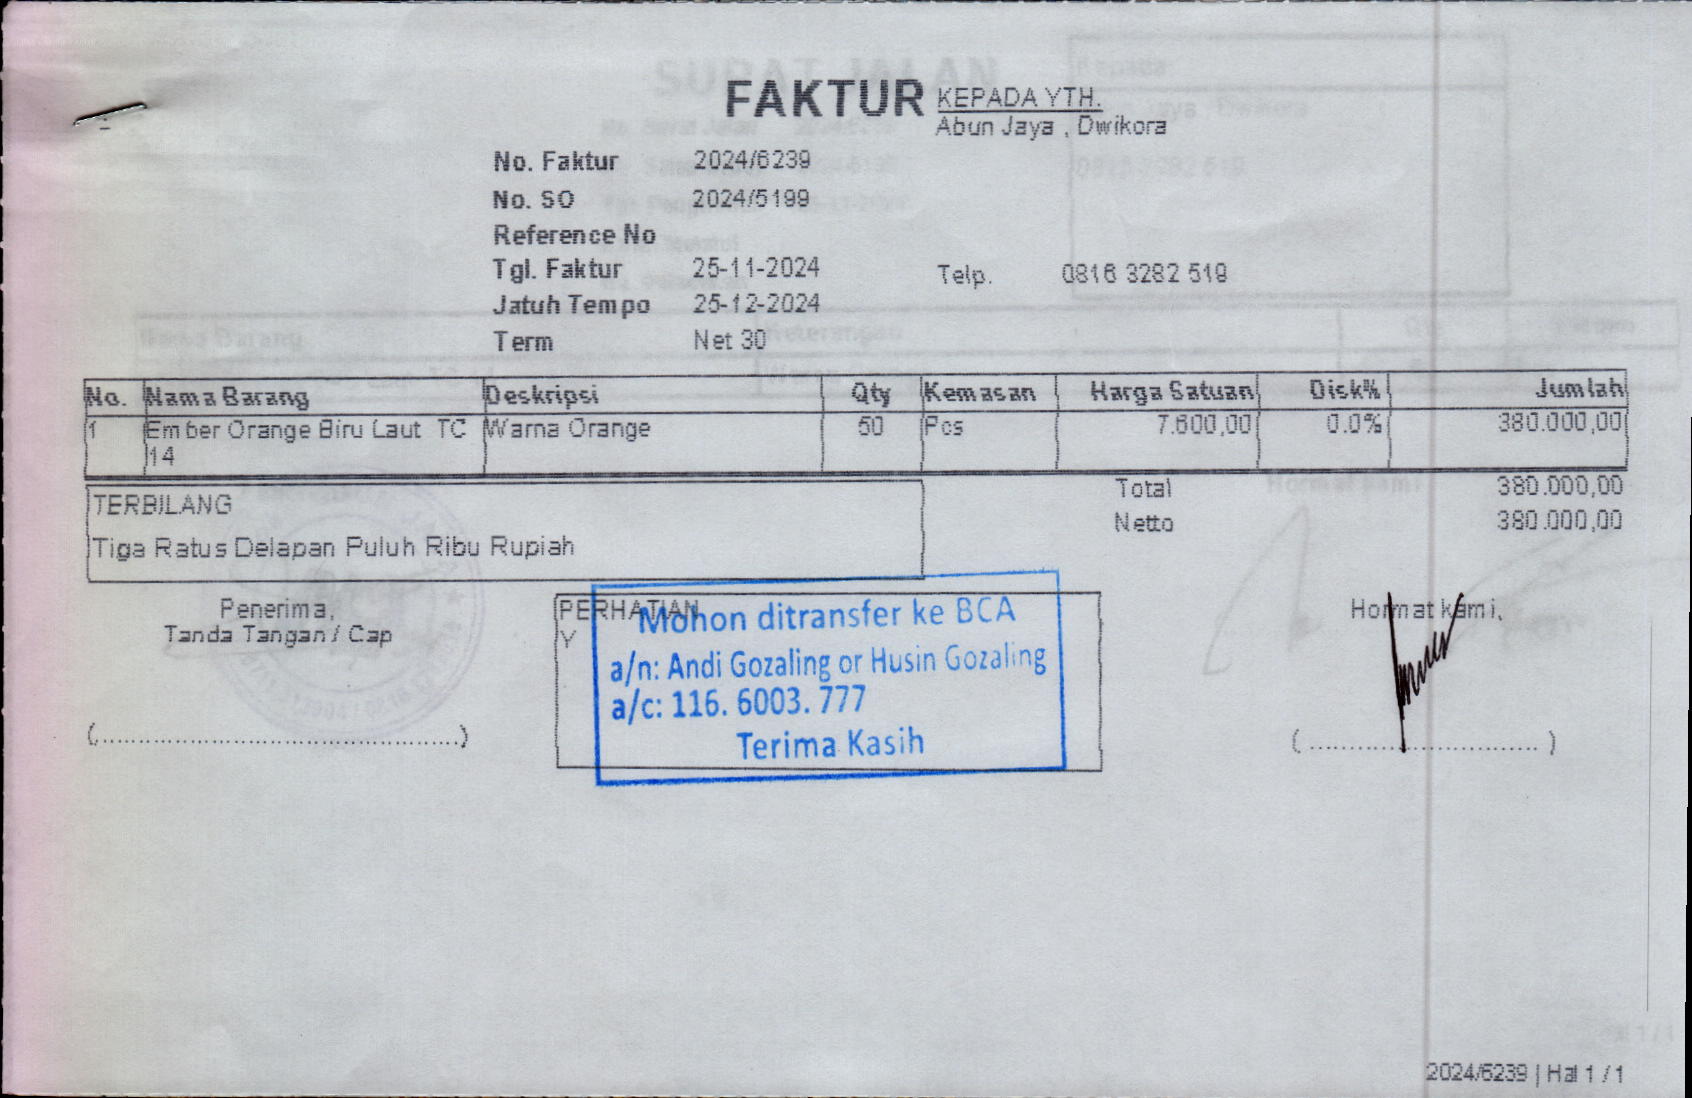 FAKTUR
KEPADA YTH.
Abun Jaya , Dwikora
No. Faktur 2024/6239
No. SO 2024/5199
Reference No
Tgl. Faktur 25-11-2024 Telp. 0816 3282 519
Jatuh Tempo 25-12-2024
Term Net 30
No. Nama Barang Deskripsi Qty Kemasan Harga Satuan Disk% Jumlah
1 Ember Orange Biru Laut TC Warna Orange 50 Pcs 7.600,00 0.0% 380.000,00
14
Total 380.000,00
TERBILANG
Netto 380.000,00
Tiga Ratus Delapan Puluh Ribu Rupiah
Penerima,
Tanda Tangan / Cap
(..............................................)
PERHATIAN
Y
Mohon ditransfer ke BCA
a/n: Andi Gozaling or Husin Gozaling
a/c: 116. 6003. 777
Terima Kasih
Hormat kami,
( .............................. )
2024/6239 | Hal 1 / 1